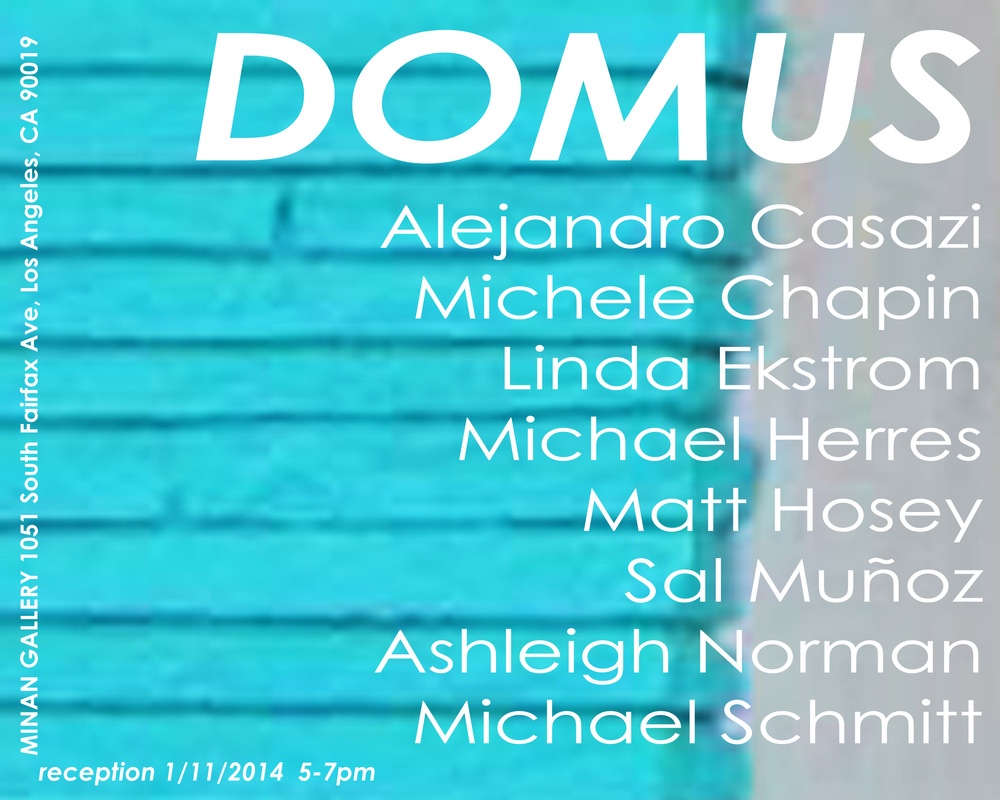 DOMUS
Alejandro Casazi
Michele Chapin
Linda Ekstrom
Michael Herres
Matt Hosey
Sal Muñoz
Ashleigh Norman
Michael Schmitt
MINAN GALLERY 1051 South Fairfax Ave, Los Angeles, CA 90019
reception 1/11/2014 5-7pm